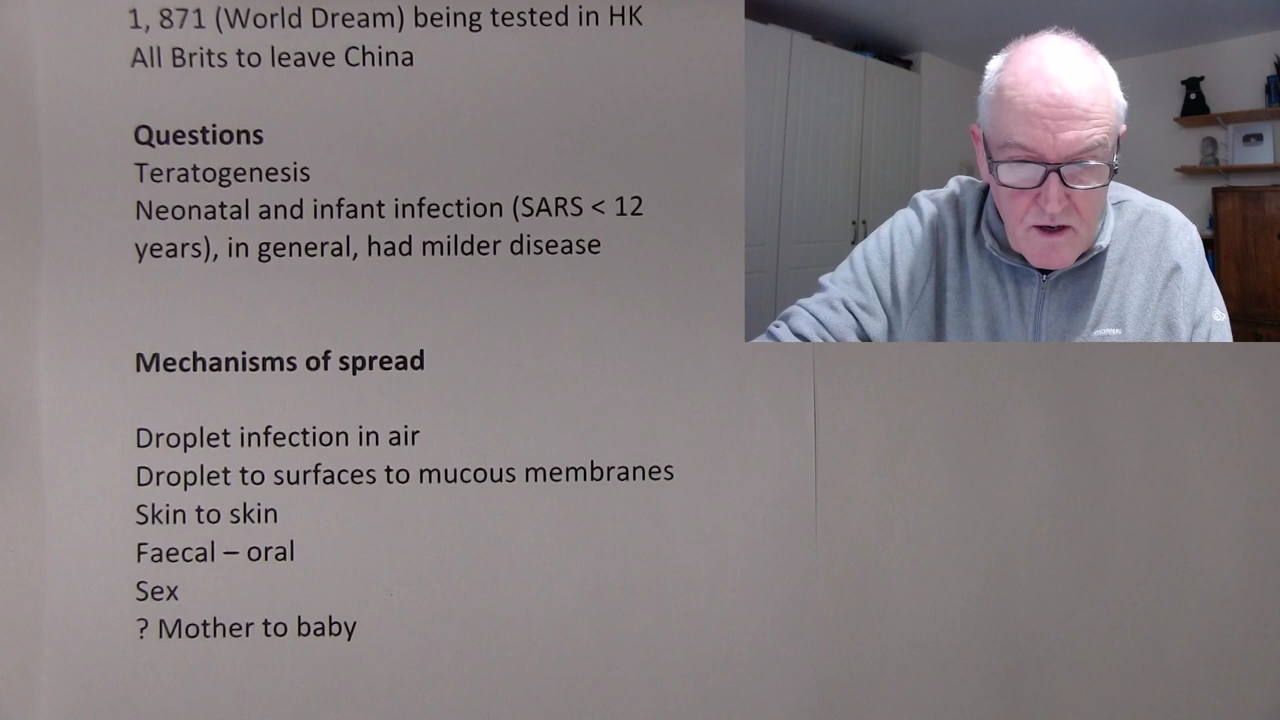 1, 871 (World Dream) being tested in HK
All Brits to leave China
Questions
Teratogenesis
Neonatal and infant infection (SARS < 12
years), in general, had milder disease
Mechanisms of spread
Droplet infection in air
Droplet to surfaces to mucous membranes
Skin to skin
Faecal – oral
Sex
? Mother to baby